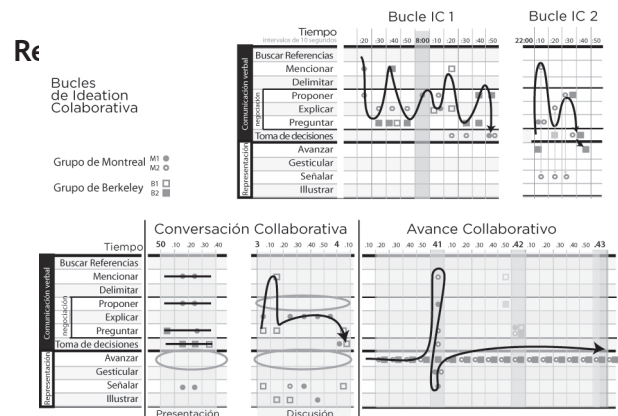 Bucle IC 1
Bucle IC 2
Tiempo
Intervalos de 10 segundos
:20 :30 :40 :50 8:00 :10 :20 :30 :40 :50
22:00 :10 :20 :30 :40 :50
Re
Bucles
de Ideation
Colaborativa
Grupo de Montreal M1
M2
Grupo de Berkeley B1
B2
Comunicación verbal
negociación
Representación
Buscar Referencias
Mencionar
Delimitar
Proponer
Explicar
Preguntar
Toma de decisiones
Avanzar
Gesticular
Señalar
Illustrar
Conversación Collaborativa
Avance Collaborativo
Tiempo
50 .10 .20 .30 .40
3 .10 .20 .30 .50 4 .10
.10 .20 .30 .40 .50 41 .10 .20 .30 .40 .50 .42 .20 .30 .40 .50 .43
Comunicación verbal
negociación
Representación
Buscar Referencias
Mencionar
Delimitar
Proponer
Explicar
Preguntar
Toma de decisiones
Avanzar
Gesticular
Señalar
Illustrar
Presentación
Discusión